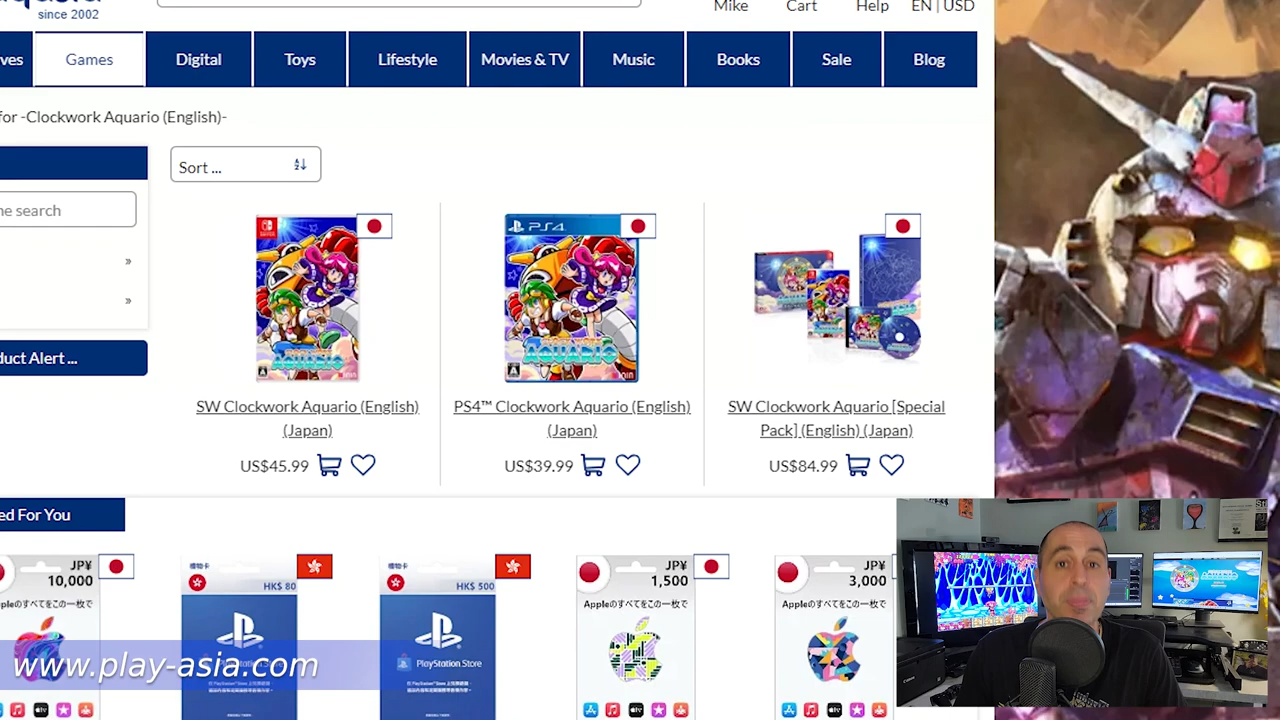 since 2002
Mike Cart Help EN | USD
ves Games Digital Toys Lifestyle Movies & TV Music Books Sale Blog
for -Clockwork Aquario (English)-
Sort ...
ne search
»
»
duct Alert ...
PS4
AQUARIO
AQUARIO
SW Clockwork Aquario (English)
(Japan)
PS4™ Clockwork Aquario (English)
(Japan)
SW Clockwork Aquario [Special
Pack] (English) (Japan)
US$45.99
US$39.99
US$84.99
ed For You
JPY
10,000
HK$ 80
HK$ 500
JPY
1,500
JPY
3,000
Appleのすべてをこの一枚で
Appleのすべてをこの一枚で
Appleのすべてをこの一枚で
PlayStation Store
www.play-asia.com